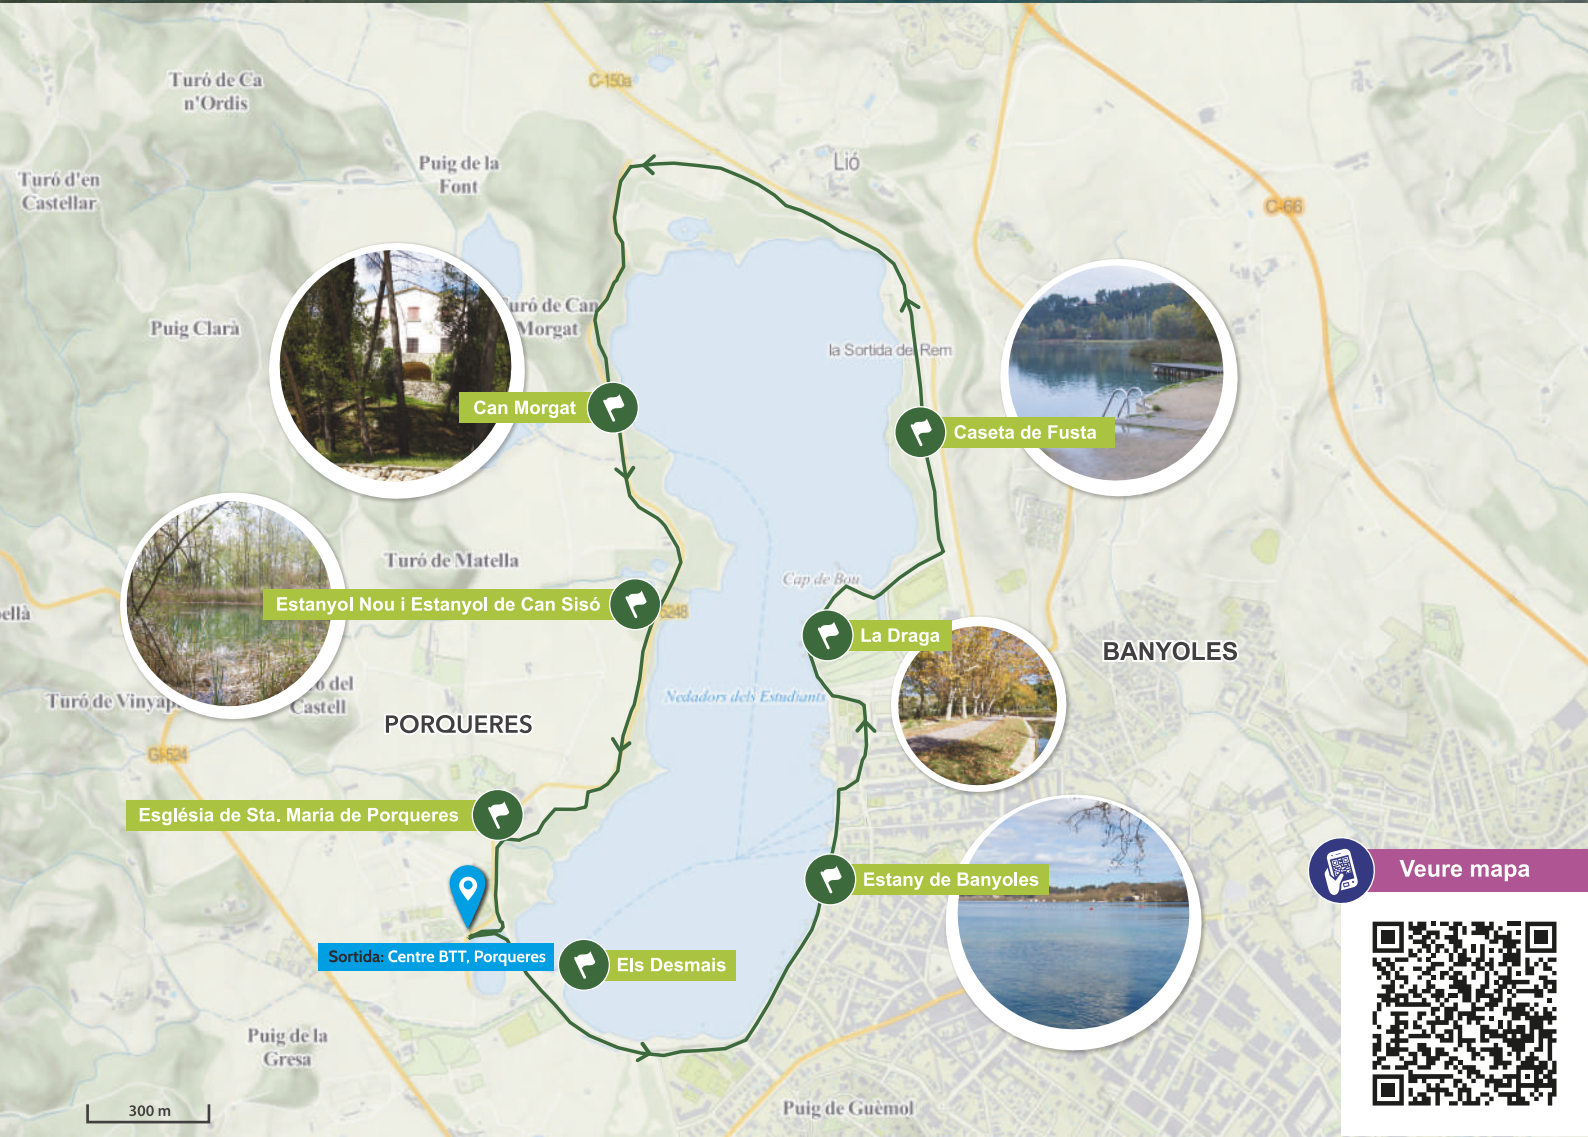 C-150a
Turó de Ca
n'Ordis
Lió
Puig de la
Font
Turó d'en
Castellar
C-66
Turó de Can
Morgat
Puig Clarà
la Sortida del Rem
Can Morgat
Caseta de Fusta
Turó de Matella
Cap de Bou
Estanyol Nou i Estanyol de Can Sisó
5248
ellà
La Draga
BANYOLES
o del
Castell
Turó de Vinyap
Nedadors dels Estudiants
PORQUERES
GI-524
Església de Sta. Maria de Porqueres
Veure mapa
Estany de Banyoles
Sortida: Centre BTT, Porqueres
Els Desmais
Puig de la
Gresa
300 m
Puig de Guèmol